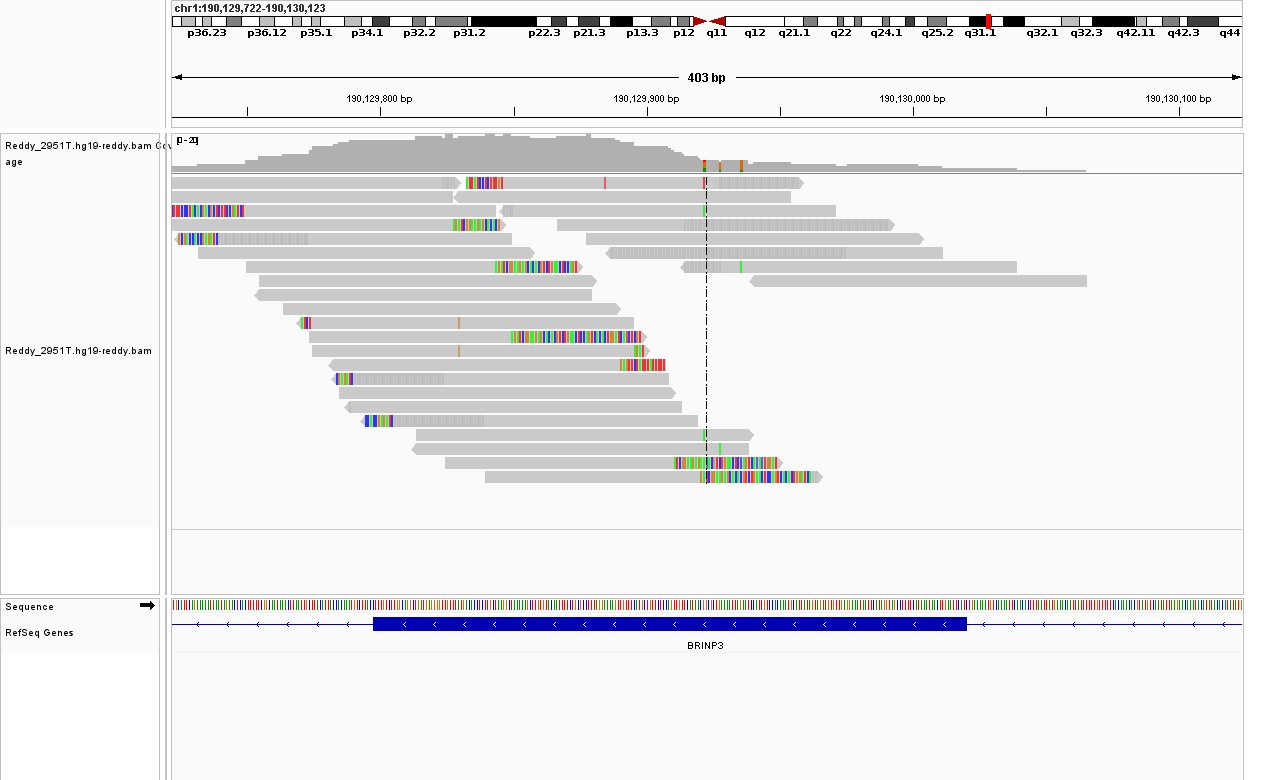 chr1:190,129,722-190,130,123
p36.23 p36.12 p35.1 p34.1 p32.2 p31.2 p22.3 p21.3 p13.3 p12 q11 q12 q21.1 q22 q24.1 q25.2 q31.1 q32.1 q32.3 q42.11 q42.3 q44
403 bp
190,129,800 bp 190,129,900 bp 190,130,000 bp 190,130,100 bp
Reddy_2951T.hg19-reddy.bam Cov
age
[0 - 20]
Reddy_2951T.hg19-reddy.bam
Sequence
RefSeq Genes
BRINP3